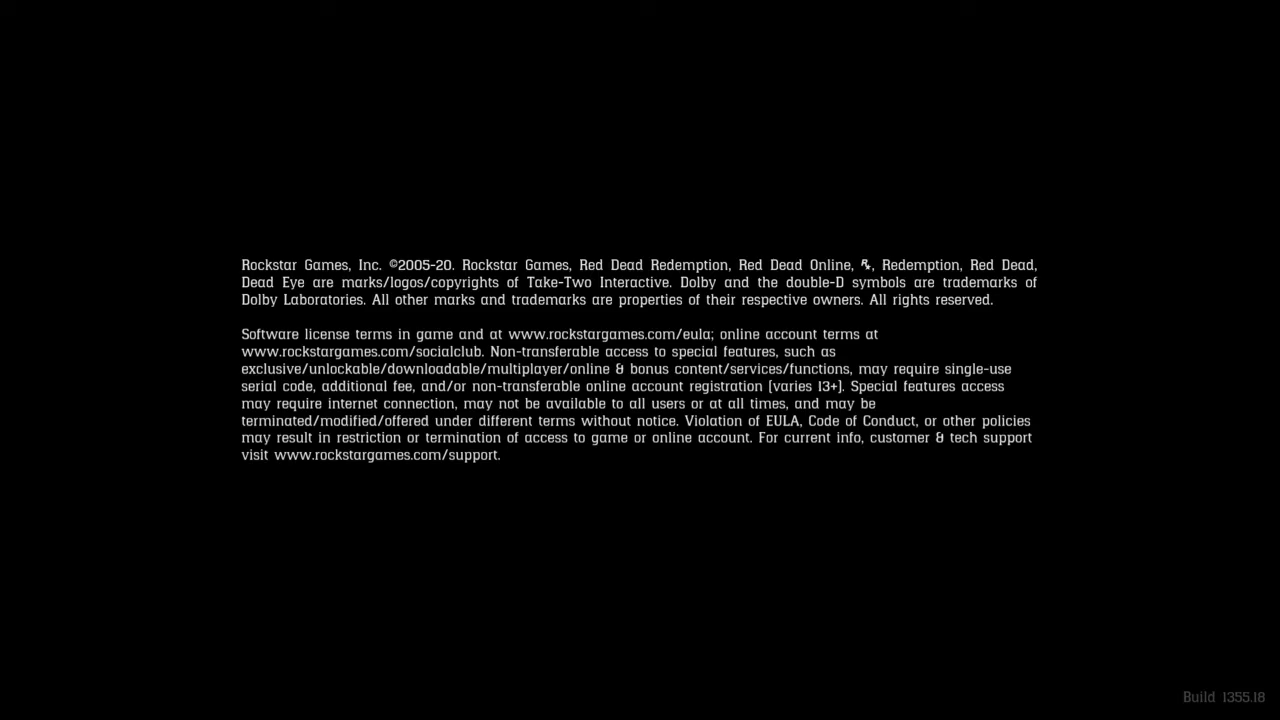 Rockstar Games, Inc. ©2005-20. Rockstar Games, Red Dead Redemption, Red Dead Online, R*, Redemption, Red Dead,
Dead Eye are marks/logos/copyrights of Take-Two Interactive. Dolby and the double-D symbols are trademarks of
Dolby Laboratories. All other marks and trademarks are properties of their respective owners. All rights reserved.
Software license terms in game and at www.rockstargames.com/eula; online account terms at
www.rockstargames.com/socialclub. Non-transferable access to special features, such as
exclusive/unlockable/downloadable/multiplayer/online & bonus content/services/functions, may require single-use
serial code, additional fee, and/or non-transferable online account registration (varies 13+). Special features access
may require internet connection, may not be available to all users or at all times, and may be
terminated/modified/offered under different terms without notice. Violation of EULA, Code of Conduct, or other policies
may result in restriction or termination of access to game or online account. For current info, customer & tech support
visit www.rockstargames.com/support.
Build 1355.18